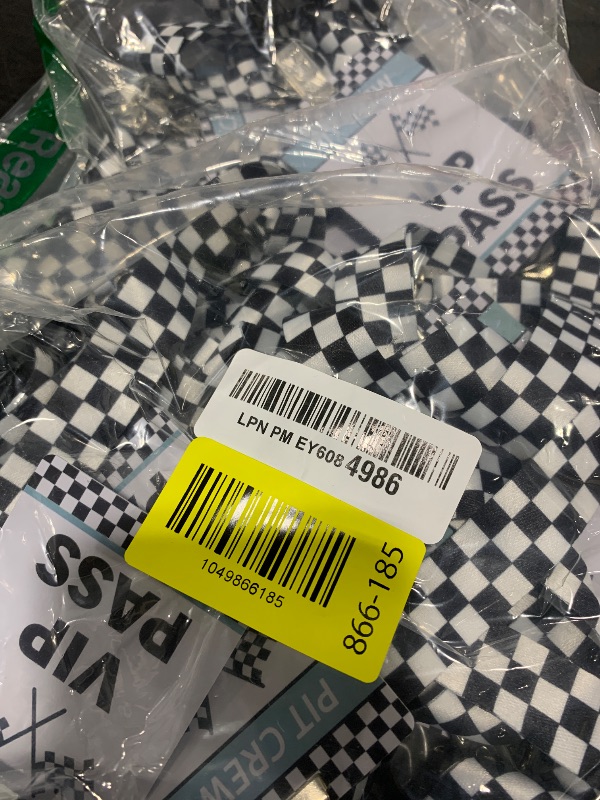 VIP
PASS
LPN PM EY608 4986
1049866185
866-185
VIP
PASS
PIT CREW